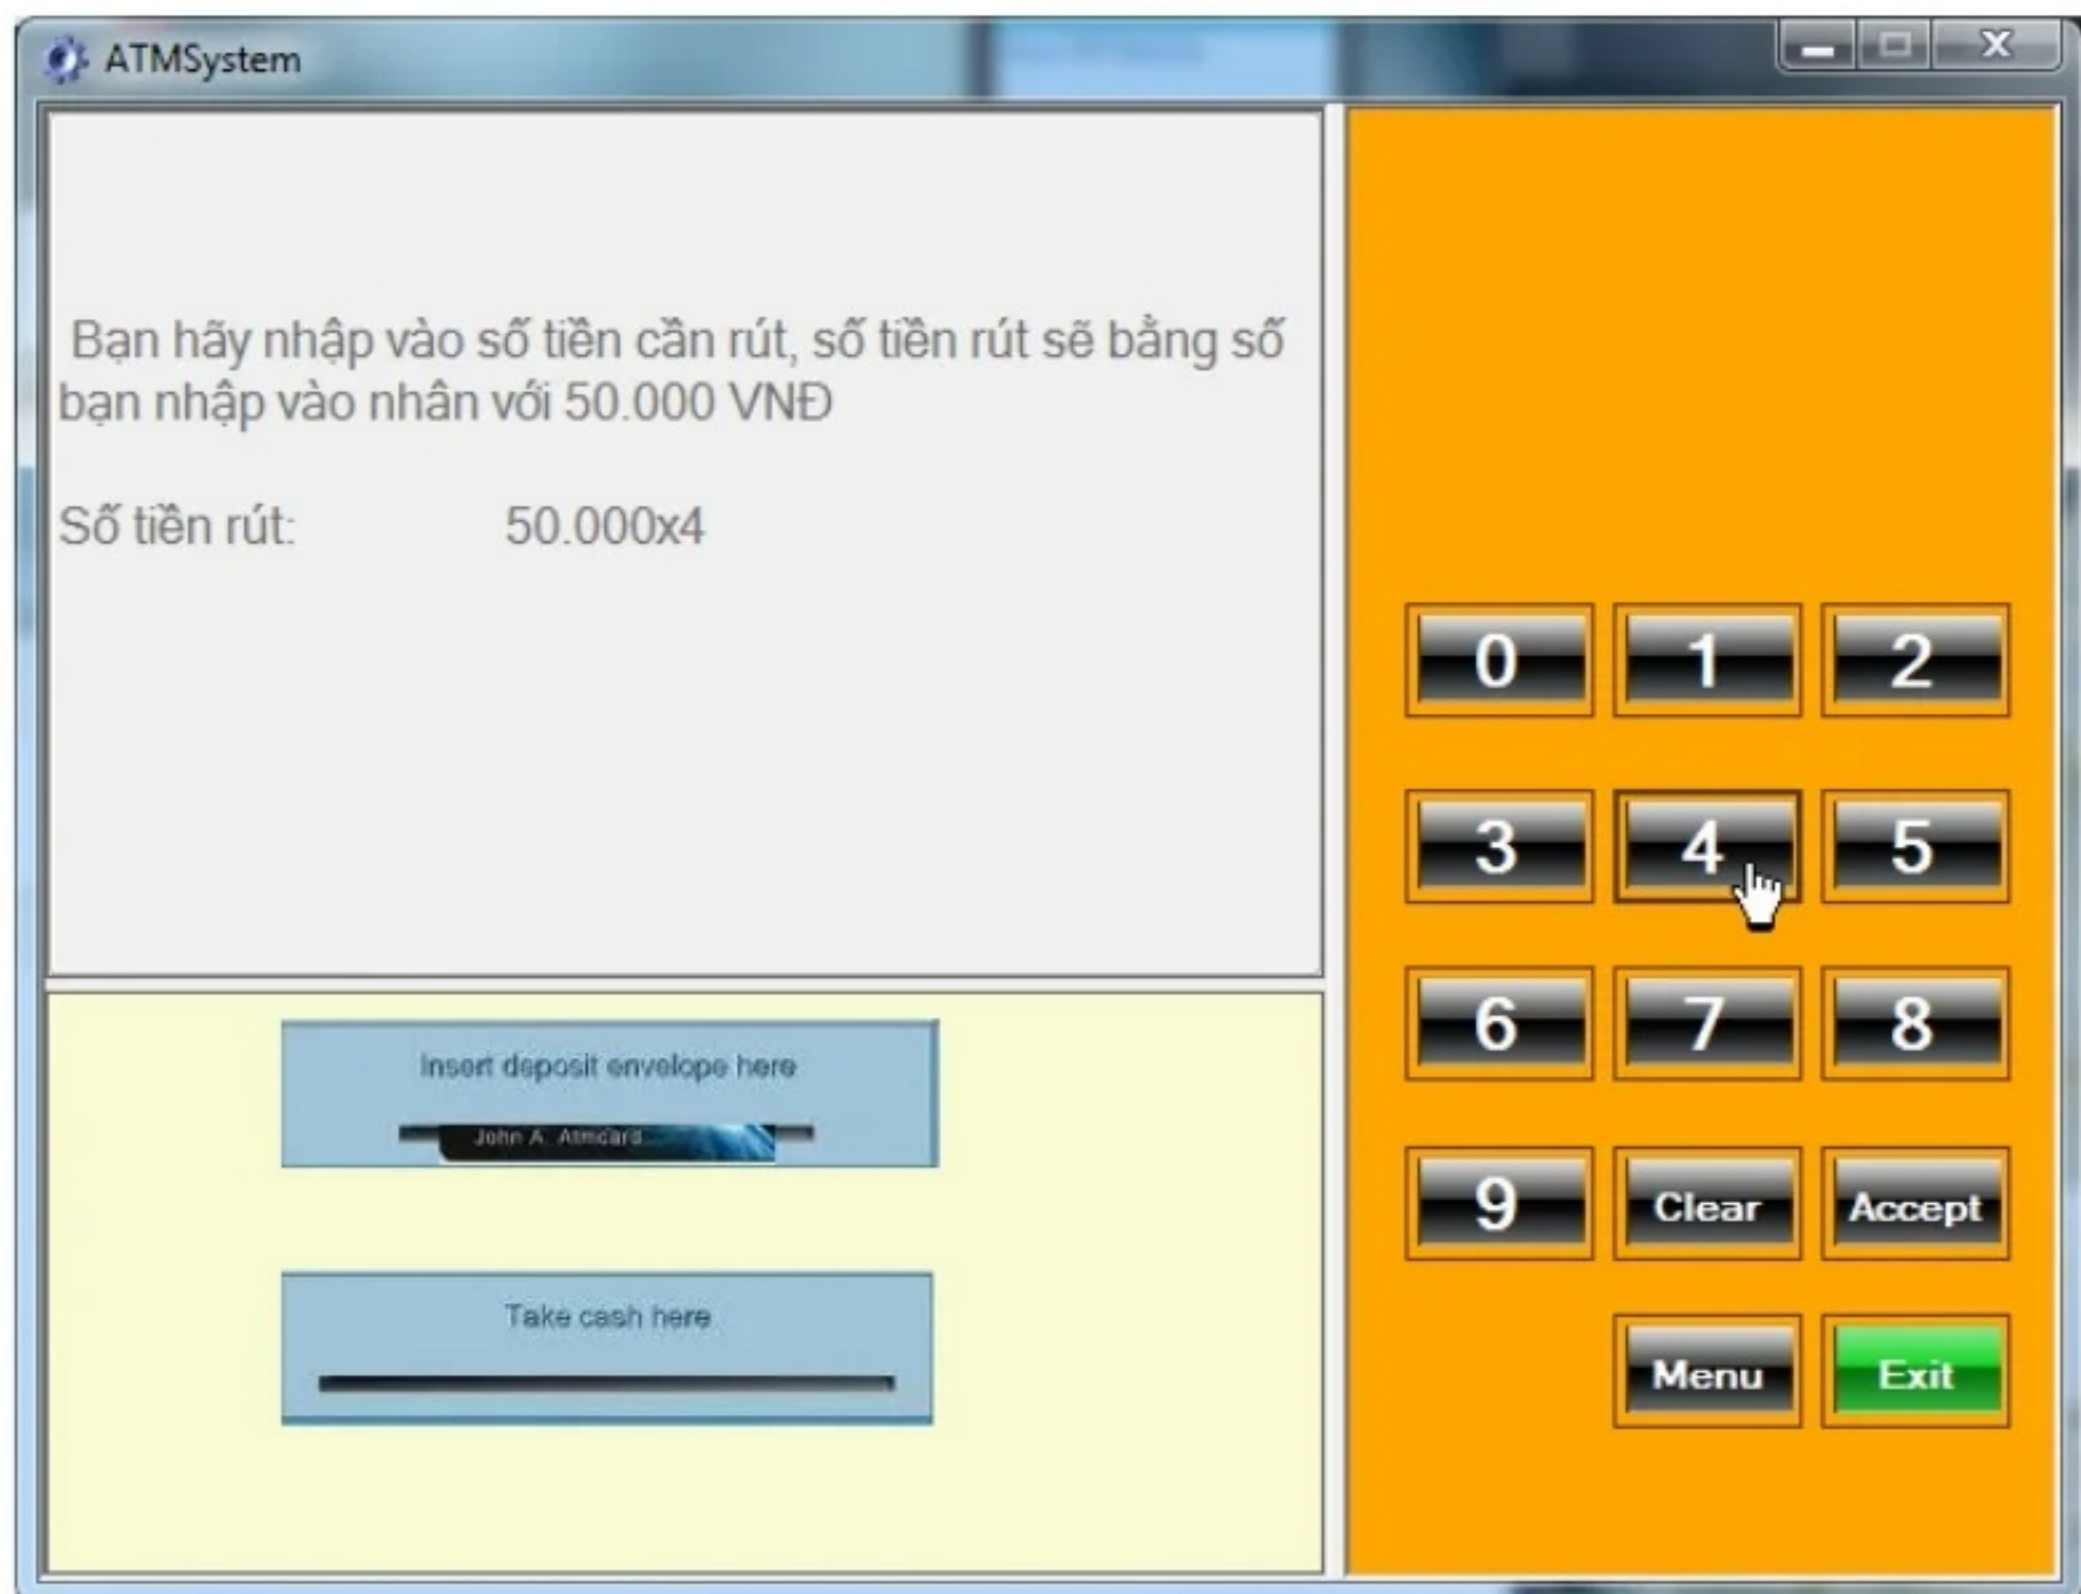 ATMSystem
Bạn hãy nhập vào số tiền cần rút, số tiền rút sẽ bằng số
bạn nhập vào nhân với 50.000 VNĐ
Số tiền rút: 50.000x4
0 1 2
3 4 5
6 7 8
9 Clear Accept
Menu Exit
Insert deposit envelope here
John A. Atmcard
Take cash here